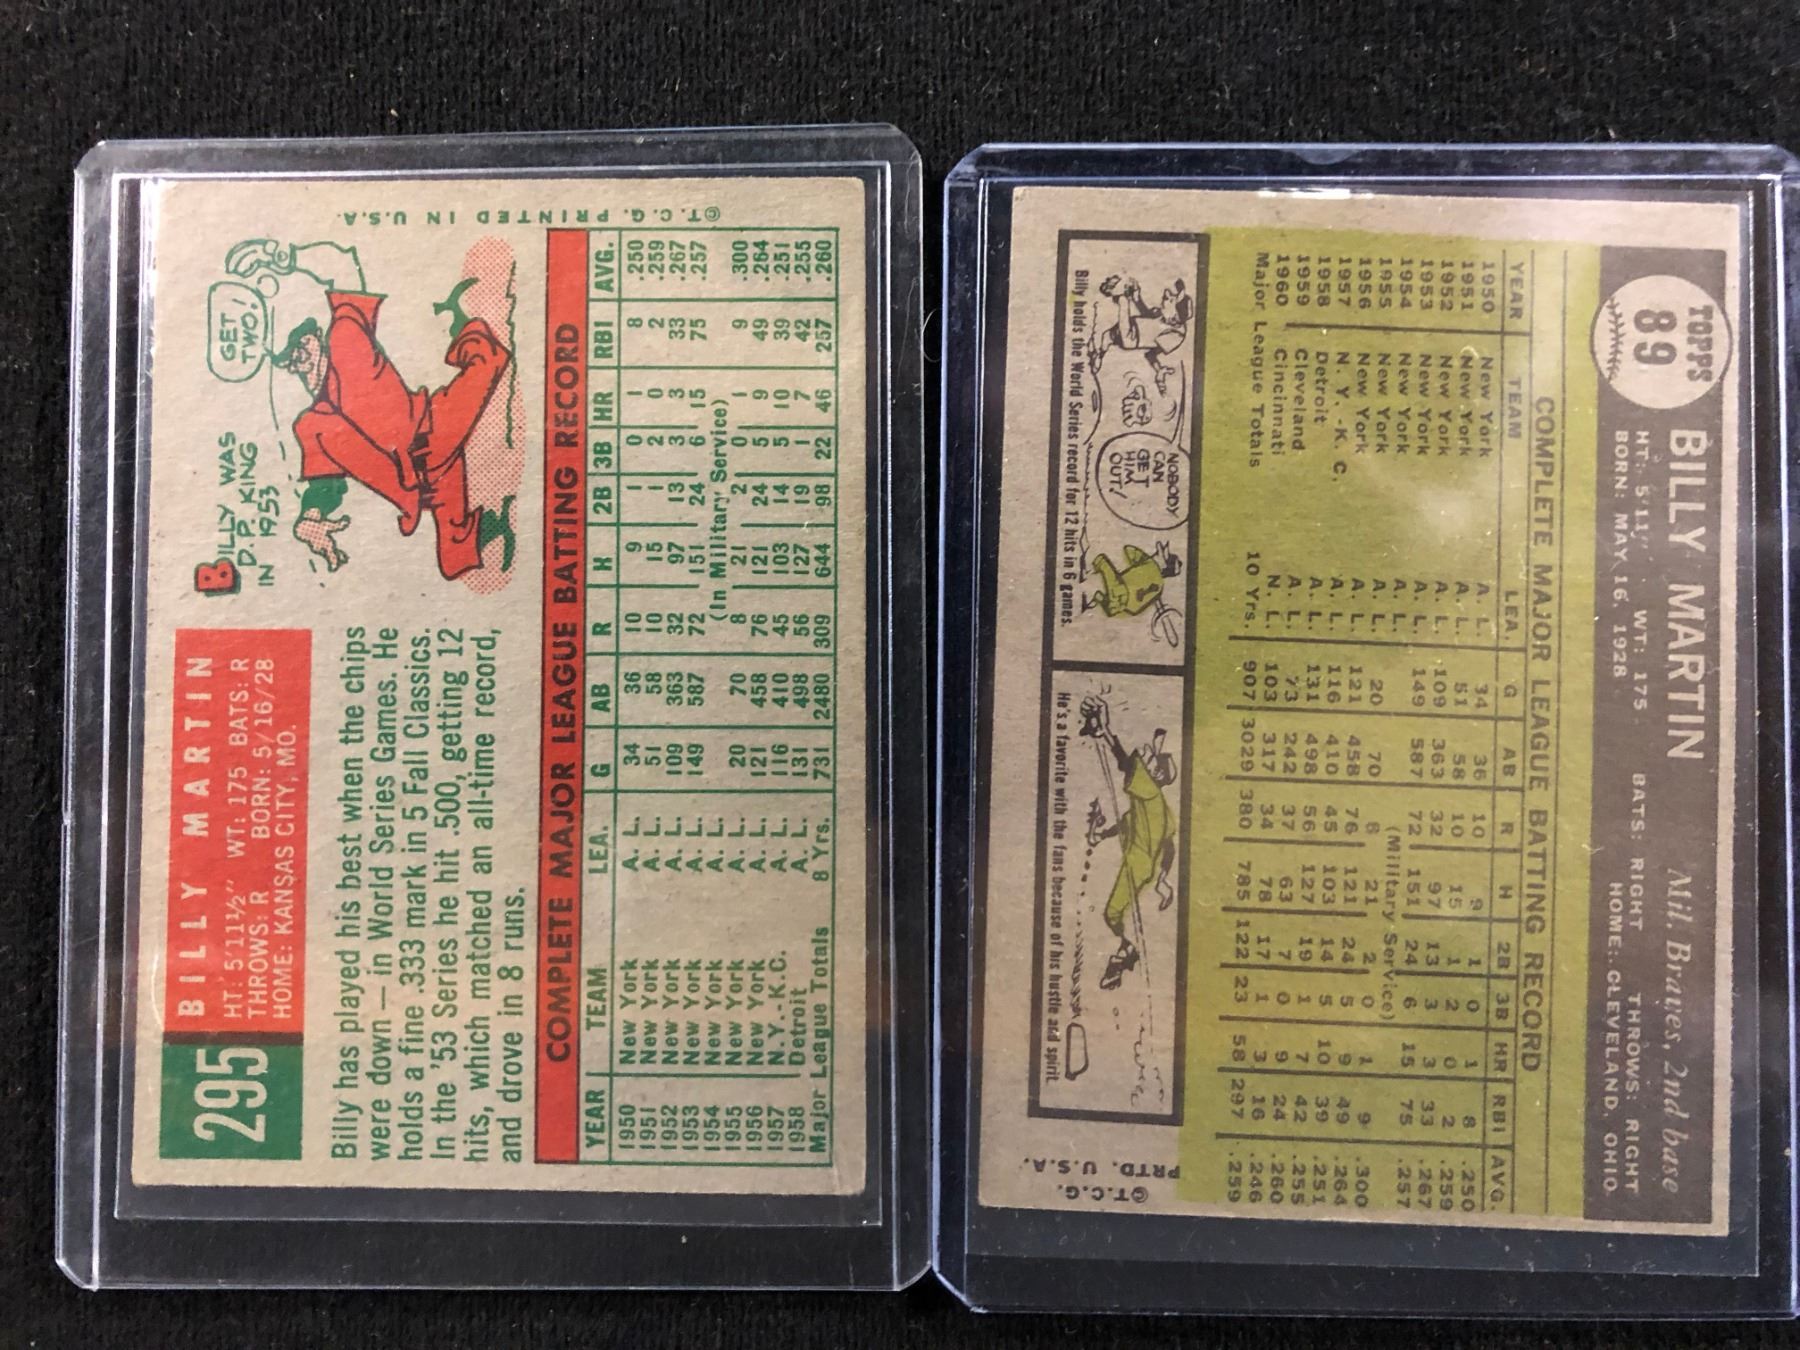 295
BILLY MARTIN
HT: 5'11½" WT: 175 BATS: R
THROWS: R BORN: 5/16/28
HOME: KANSAS CITY, MO.
BILLY WAS
D.P. KING
IN 1953
GET
TWO!
Billy has played his best when the chips
were down — in World Series Games. He
holds a fine .333 mark in 5 Fall Classics.
In the '53 Series he hit .500, getting 12
hits, which matched an all-time record,
and drove in 8 runs.
COMPLETE MAJOR LEAGUE BATTING RECORD
YEAR TEAM LEA. G AB R H 2B 3B HR RBI AVG.
1950 New York A. L. 34 36 10 9 1 0 1 8 .250
1951 New York A. L. 51 58 10 15 1 2 0 2 .259
1952 New York A. L. 109 363 32 97 13 3 3 33 .267
1953 New York A. L. 149 587 72 151 24 6 15 75 .257
1954 New York A. L. (In Military Service)
1955 New York A. L. 20 70 8 21 2 0 1 9 .300
1956 New York A. L. 121 458 76 121 24 5 9 49 .264
1957 N.Y.-K.C. A. L. 116 410 45 103 14 5 10 39 .251
1958 Detroit A. L. 131 498 56 127 19 1 7 42 .255
Major League Totals 8 Yrs. 731 2480 309 644 98 22 46 257 .260
© T. C. G. PRINTED IN U.S.A.
TOPPS
89
BILLY MARTIN Mil. Braves, 2nd base
HT: 5'11" WT: 175 BATS: RIGHT THROWS: RIGHT
BORN: MAY 16, 1928 HOME: CLEVELAND, OHIO
COMPLETE MAJOR LEAGUE BATTING RECORD
YEAR TEAM LEA. G AB R H 2B 3B HR RBI AVG.
1950 New York A. L. 34 36 10 9 1 0 1 8 .250
1951 New York A. L. 51 58 10 15 1 2 0 2 .259
1952 New York A. L. 109 363 32 97 13 3 3 33 .267
1953 New York A. L. 149 587 72 151 24 6 15 75 .257
1954 New York A. L. (Military Service)
1955 New York A. L. 20 70 8 21 2 0 1 9 .300
1956 New York A. L. 121 458 76 121 24 5 9 49 .264
1957 N. Y.-K. C. A. L. 116 410 45 103 14 5 10 39 .251
1958 Detroit A. L. 131 498 56 127 19 1 7 42 .255
1959 Cleveland A. L. 73 242 37 63 7 0 9 24 .260
1960 Cincinnati N. L. 103 317 34 78 17 1 3 16 .246
Major League Totals 10 Yrs. 907 3029 380 785 122 23 58 297 .259
NOBODY
CAN
GET
HIM
OUT!
Billy holds the World Series record for 12 hits in 6 games.
He's a favorite with the fans because of his hustle and spirit.
©T.C.G.
PRTD. U.S.A.